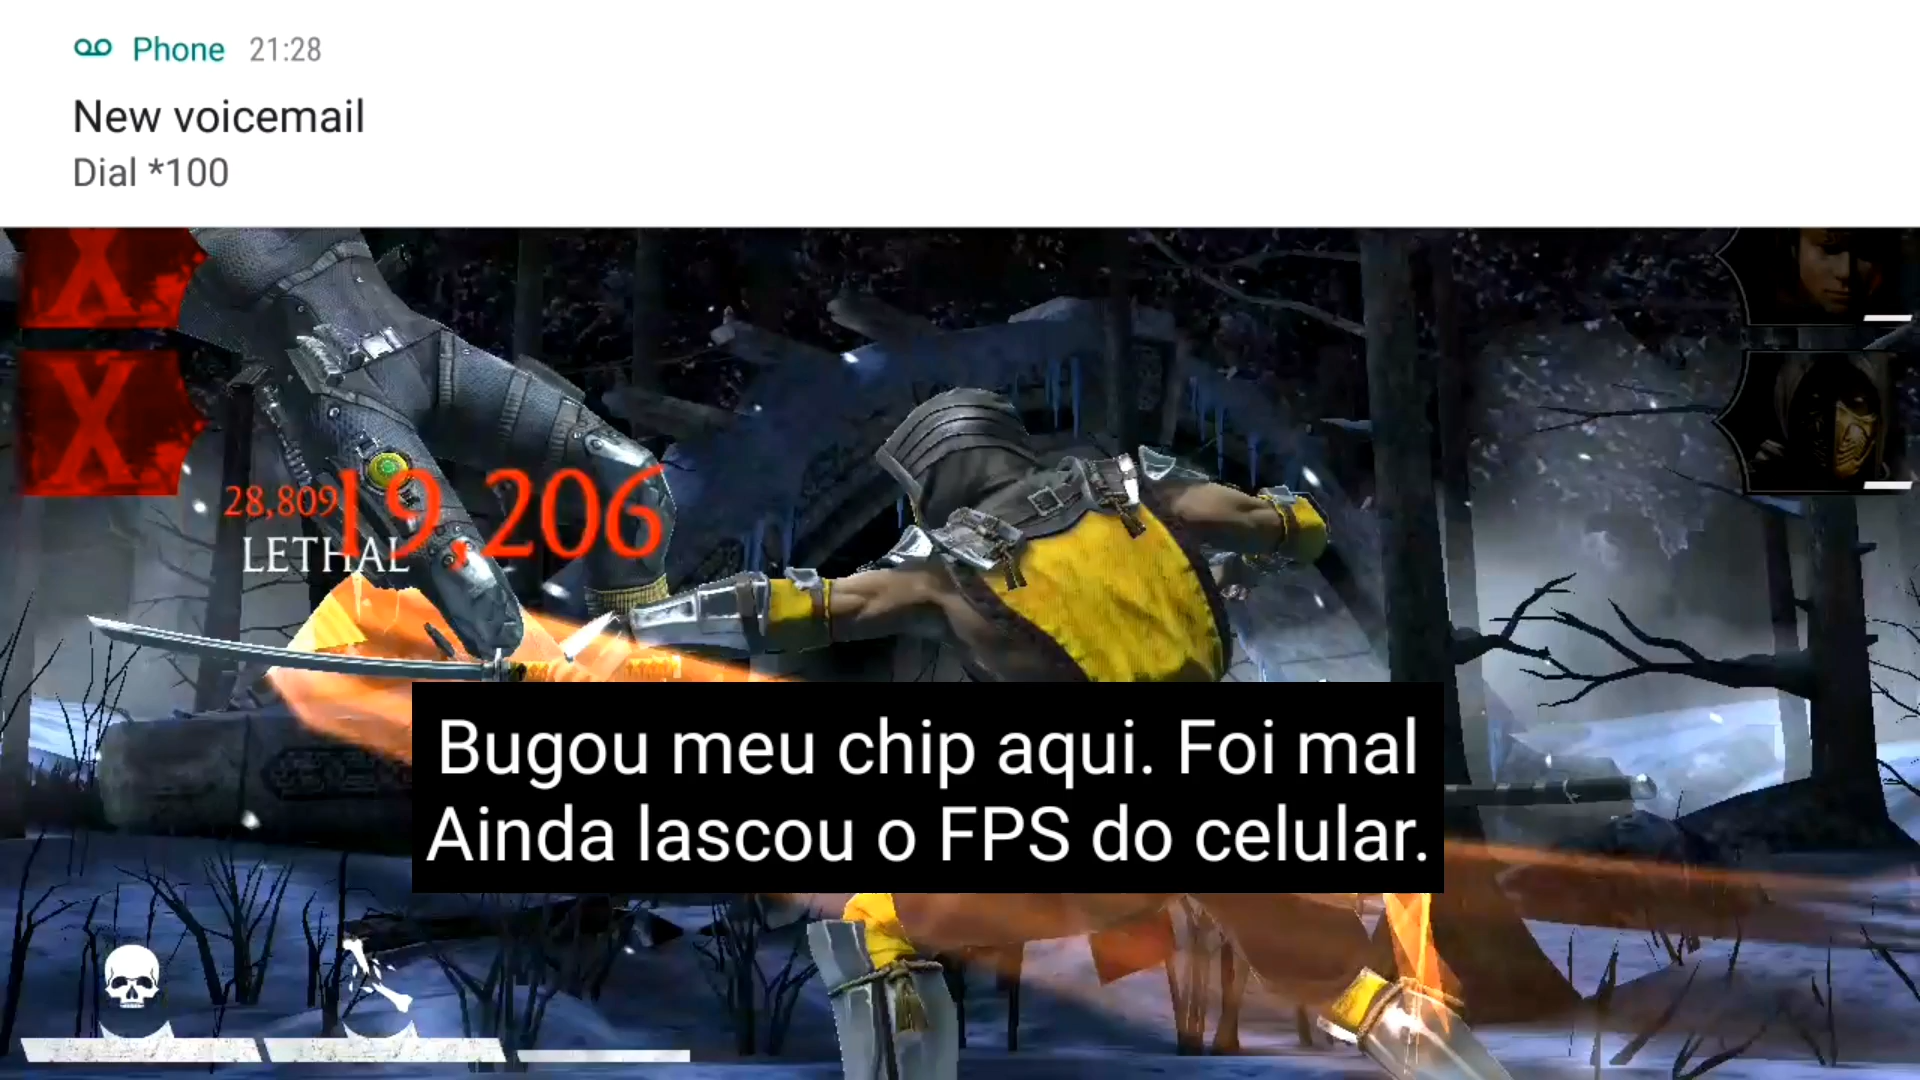 Phone 21:28
New voicemail
Dial *100
X
X
28,809
19,206
LETHAL
Bugou meu chip aqui. Foi mal
Ainda lascou o FPS do celular.